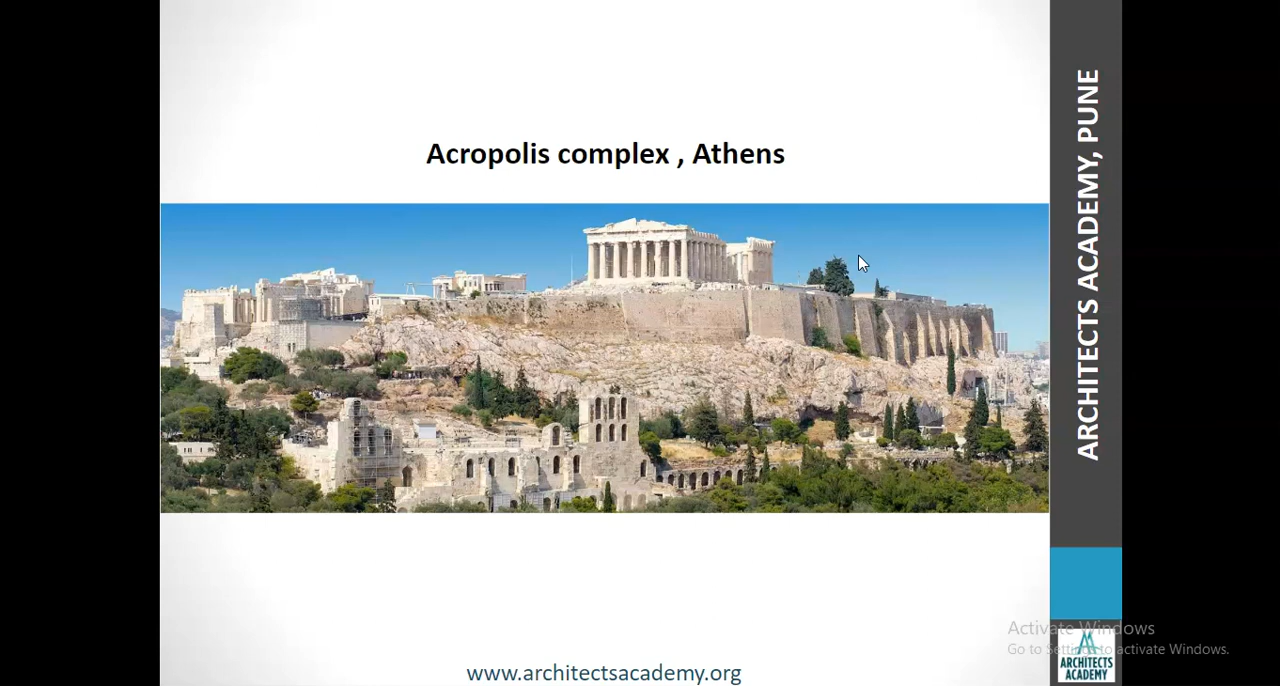 Acropolis complex , Athens
ARCHITECTS ACADEMY, PUNE
Activate Windows
Go to Settings to activate Windows.
ARCHITECTS
ACADEMY
www.architectsacademy.org